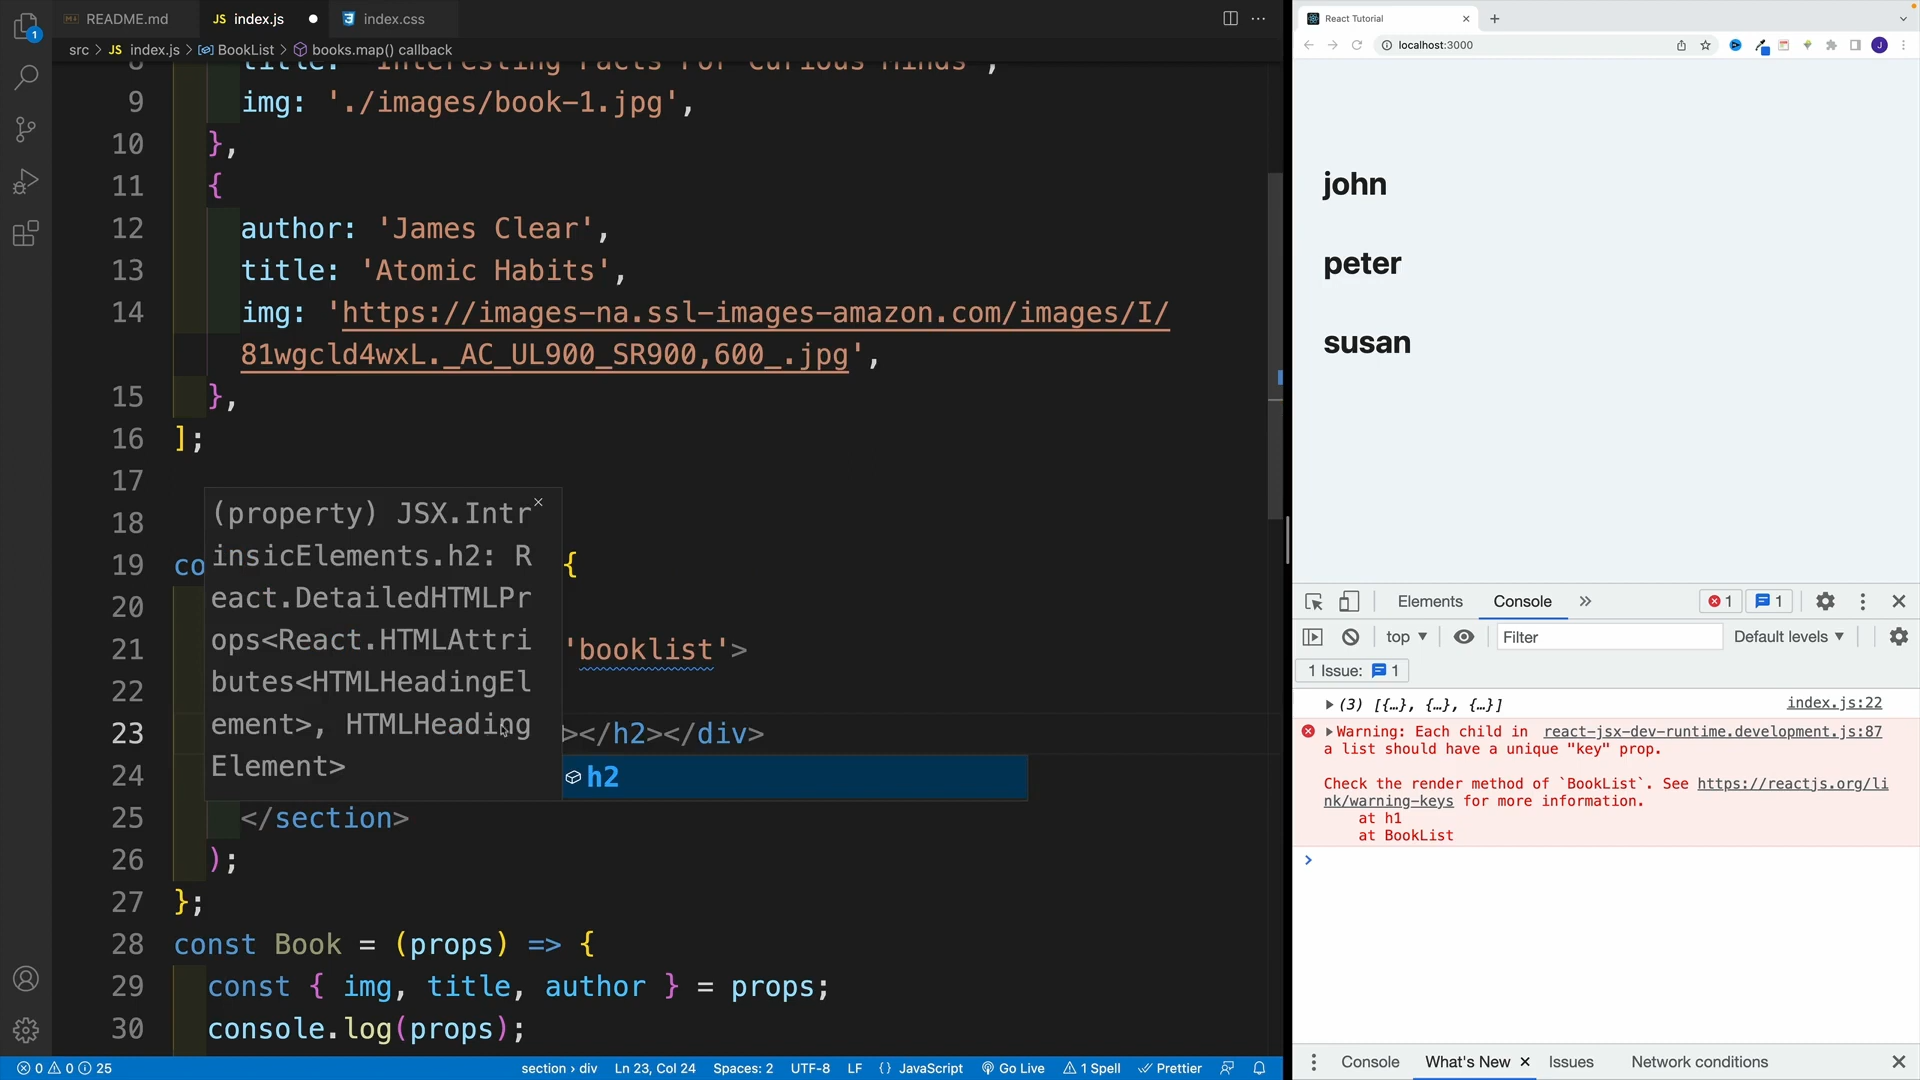 README.md
JS index.js
index.css
src > JS index.js > BookList > books.map() callback
8 title: 'Interesting Facts For Curious Minds',
9 img: './images/book-1.jpg',
10 },
11 {
12 author: 'James Clear',
13 title: 'Atomic Habits',
14 img: 'https://images-na.ssl-images-amazon.com/images/I/
81wgcld4wxL._AC_UL900_SR900,600_.jpg',
15 },
16 ];
17
18
19 co {
20
21 'booklist'>
22
23 ></h2></div>
24
25 </section>
26 );
27 };
28 const Book = (props) => {
29 const { img, title, author } = props;
30 console.log(props);
(property) JSX.Intr
insicElements.h2: R
eact.DetailedHTMLPr
ops<React.HTMLAttri
butes<HTMLHeadingEl
ement>, HTMLHeading
Element>
h2
1
0 0 25
section › div
Ln 23, Col 24
Spaces: 2
UTF-8
LF
{} JavaScript
Go Live
1 Spell
Prettier
React Tutorial
localhost:3000
J
john
peter
susan
Elements
Console
»
1
1
top
Filter
Default levels
1 Issue: 1
(3) [{…}, {…}, {…}] index.js:22
Warning: Each child in react-jsx-dev-runtime.development.js:87
a list should have a unique "key" prop.
Check the render method of `BookList`. See https://reactjs.org/li
nk/warning-keys for more information.
at h1
at BookList
>
Console
What's New
Issues
Network conditions